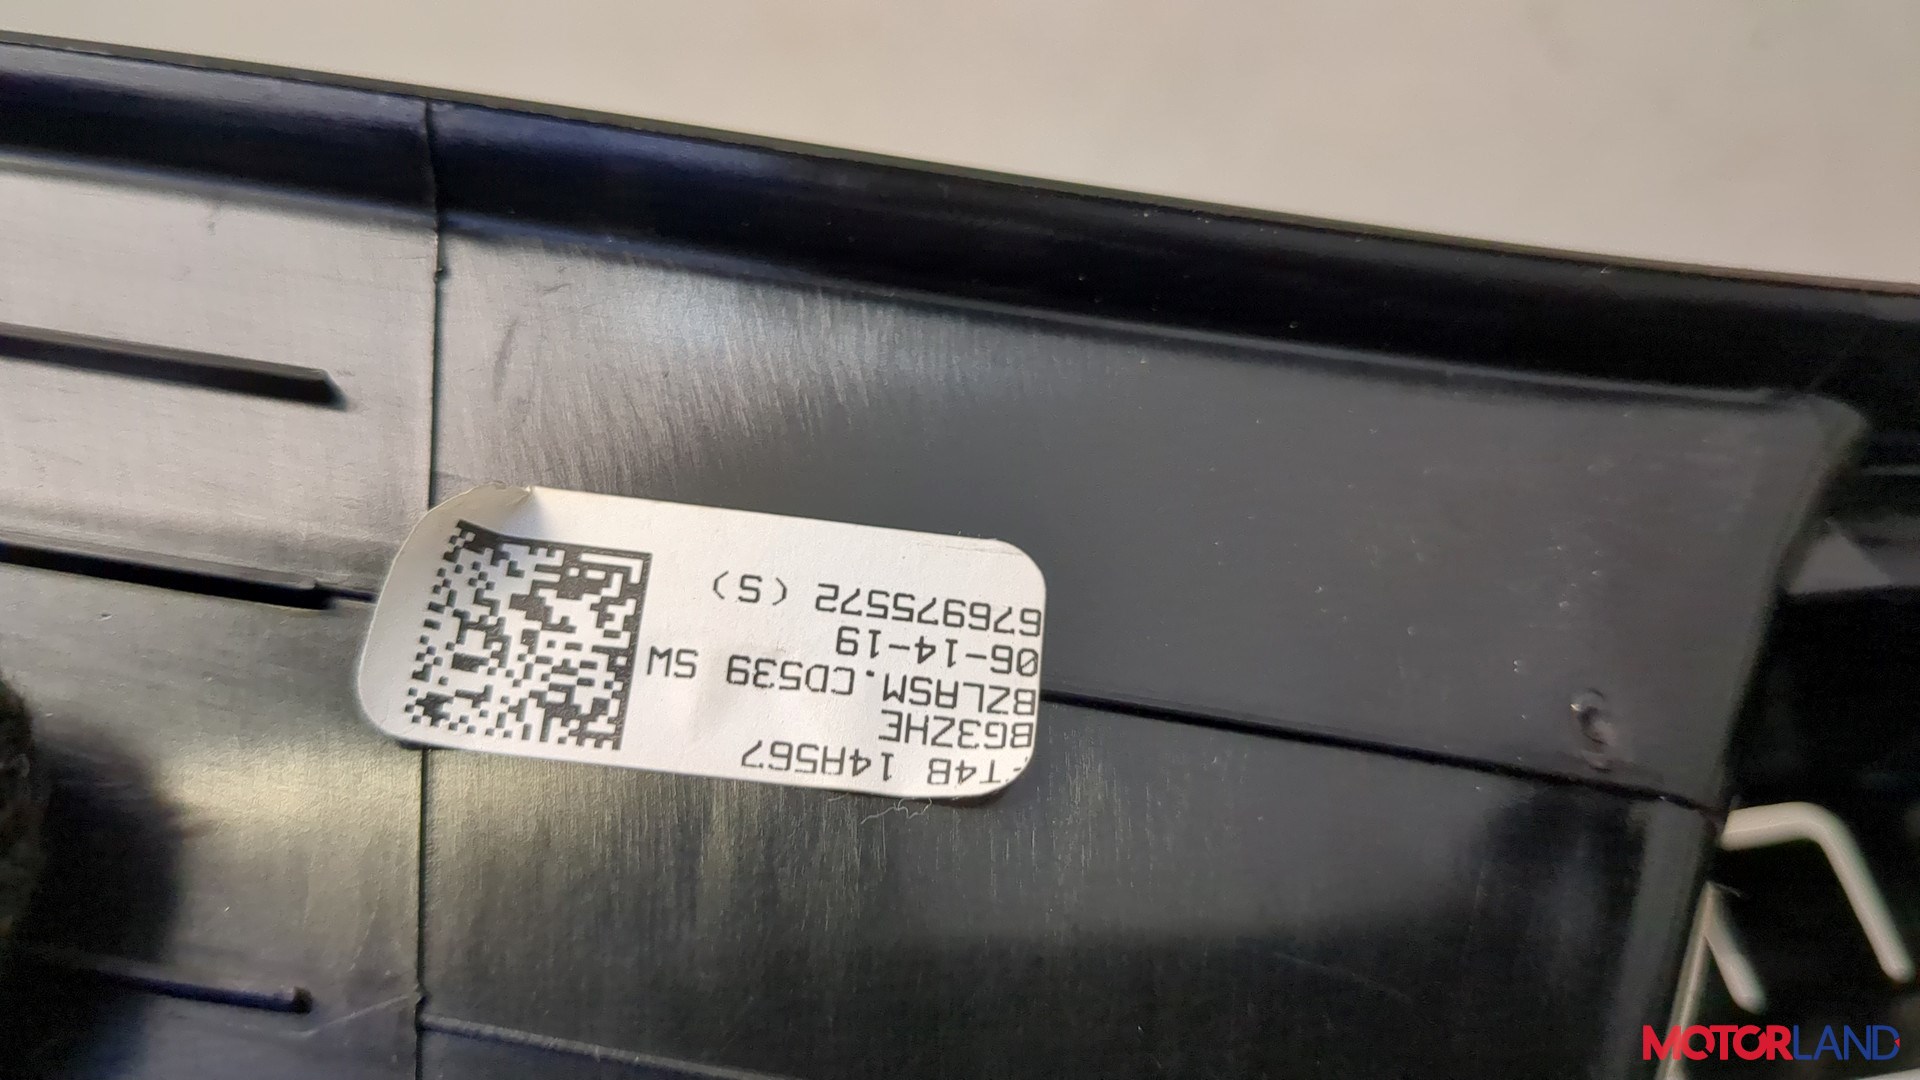 T4B 14A567
BG3ZHE
BZLASM.CD539 SW
06-14-19
676975572 (S)
MOTORLAND